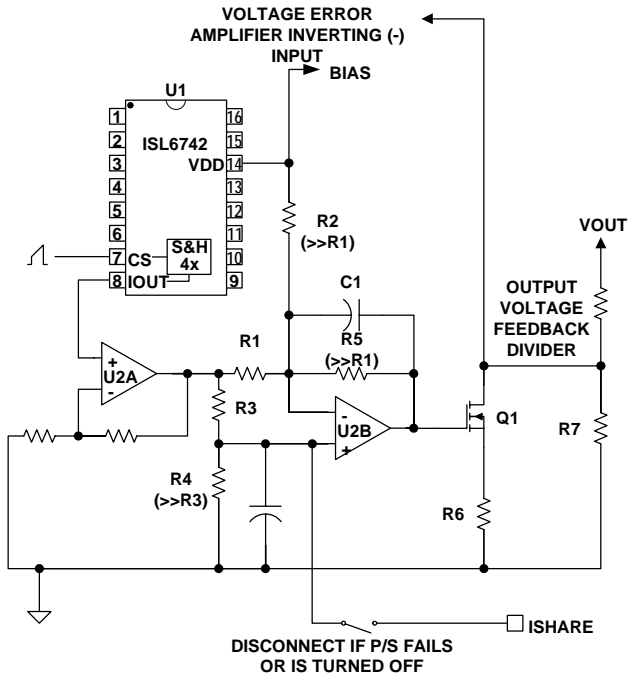 VOLTAGE ERROR
AMPLIFIER INVERTING (-)
INPUT
BIAS
U1
1
16
2
ISL6742
15
3
VDD
14
4
13
5
12
6
11
7
CS
S&H
4x
10
8
IOUT
9
R2
(>>R1)
VOUT
C1
OUTPUT
VOLTAGE
FEEDBACK
DIVIDER
R1
R5
(>>R1)
+
U2A
-
R3
-
U2B
+
Q1
R7
R4
(>>R3)
R6
ISHARE
DISCONNECT IF P/S FAILS
OR IS TURNED OFF